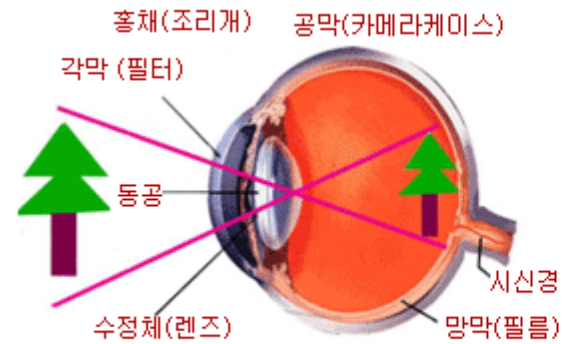 홍채(조리개)
공막(카메라케이스)
각막 (필터)
동공
시신경
수정체(렌즈)
망막(필름)